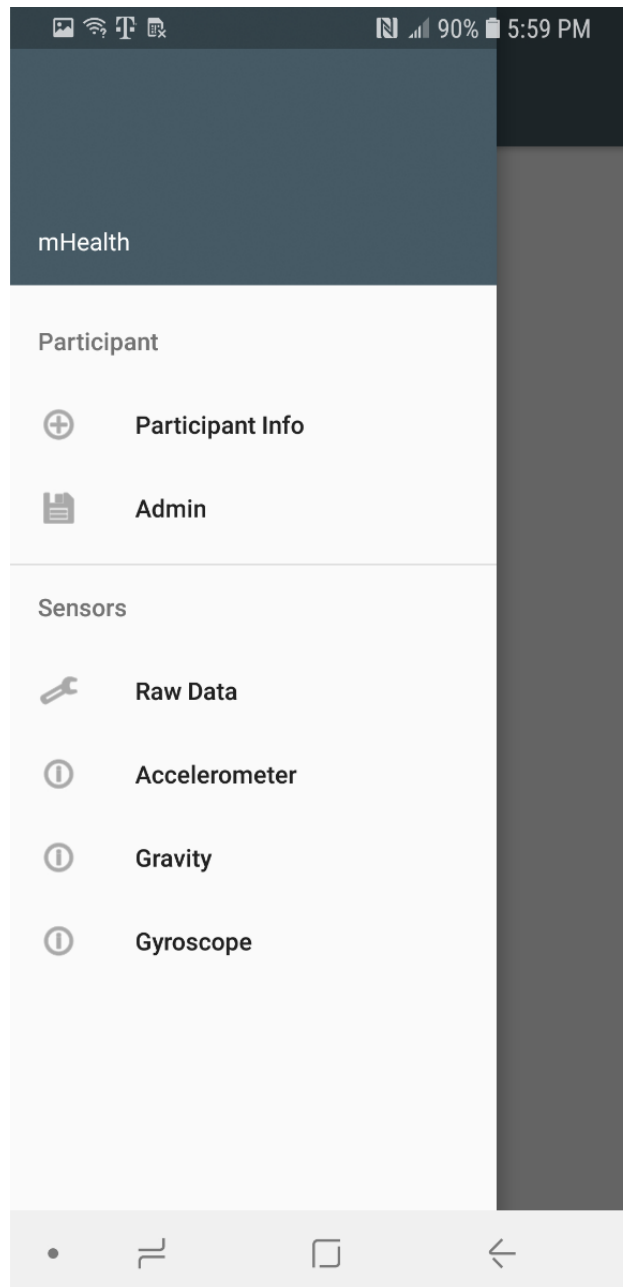 90% 5:59 PM
mHealth
Participant
Participant Info
Admin
Sensors
Raw Data
Accelerometer
Gravity
Gyroscope